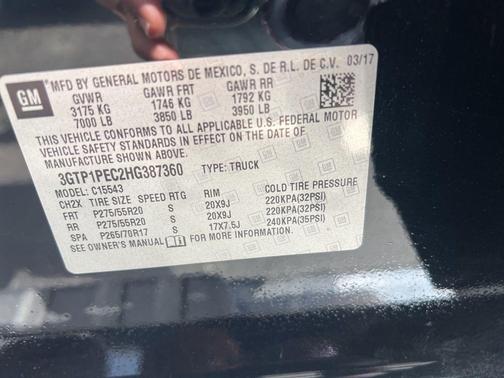 GM
MFD BY GENERAL MOTORS DE MEXICO, S. DE R.L. DE C.V. 03/17
GVWR GAWR FRT GAWR RR
3175 KG 1746 KG 1792 KG
7000 LB 3850 LB 3950 LB
THIS VEHICLE CONFORMS TO ALL APPLICABLE U.S. FEDERAL MOTOR
VEHICLE SAFETY AND THEFT PREVENTION STANDARDS IN EFFECT ON
THE DATE OF MANUFACTURE SHOWN ABOVE.
3GTP1PEC2HG387360 TYPE: TRUCK
MODEL: C15543
CH2X TIRE SIZE SPEED RTG RIM COLD TIRE PRESSURE
FRT P275/55R20 S 20X9J 220KPA(32PSI)
RR P275/55R20 S 20X9J 220KPA(32PSI)
SPA P265/70R17 S 17X7.5J 240KPA(35PSI)
SEE OWNER'S MANUAL FOR MORE INFORMATION.